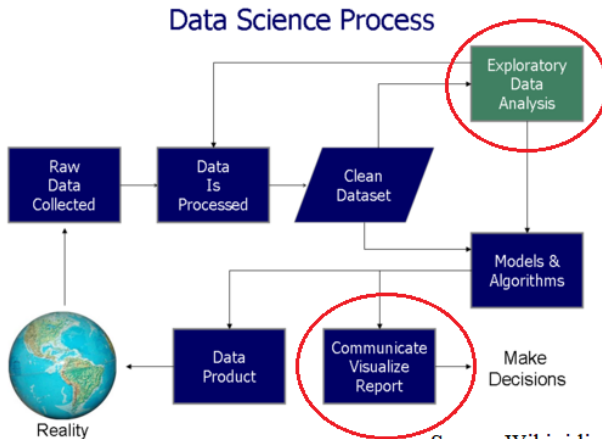 Data Science Process
Exploratory
Data
Analysis
Raw
Data
Collected
Data
Is
Processed
Clean
Dataset
Models &
Algorithms
Data
Product
Communicate
Visualize
Report
Make
Decisions
Reality